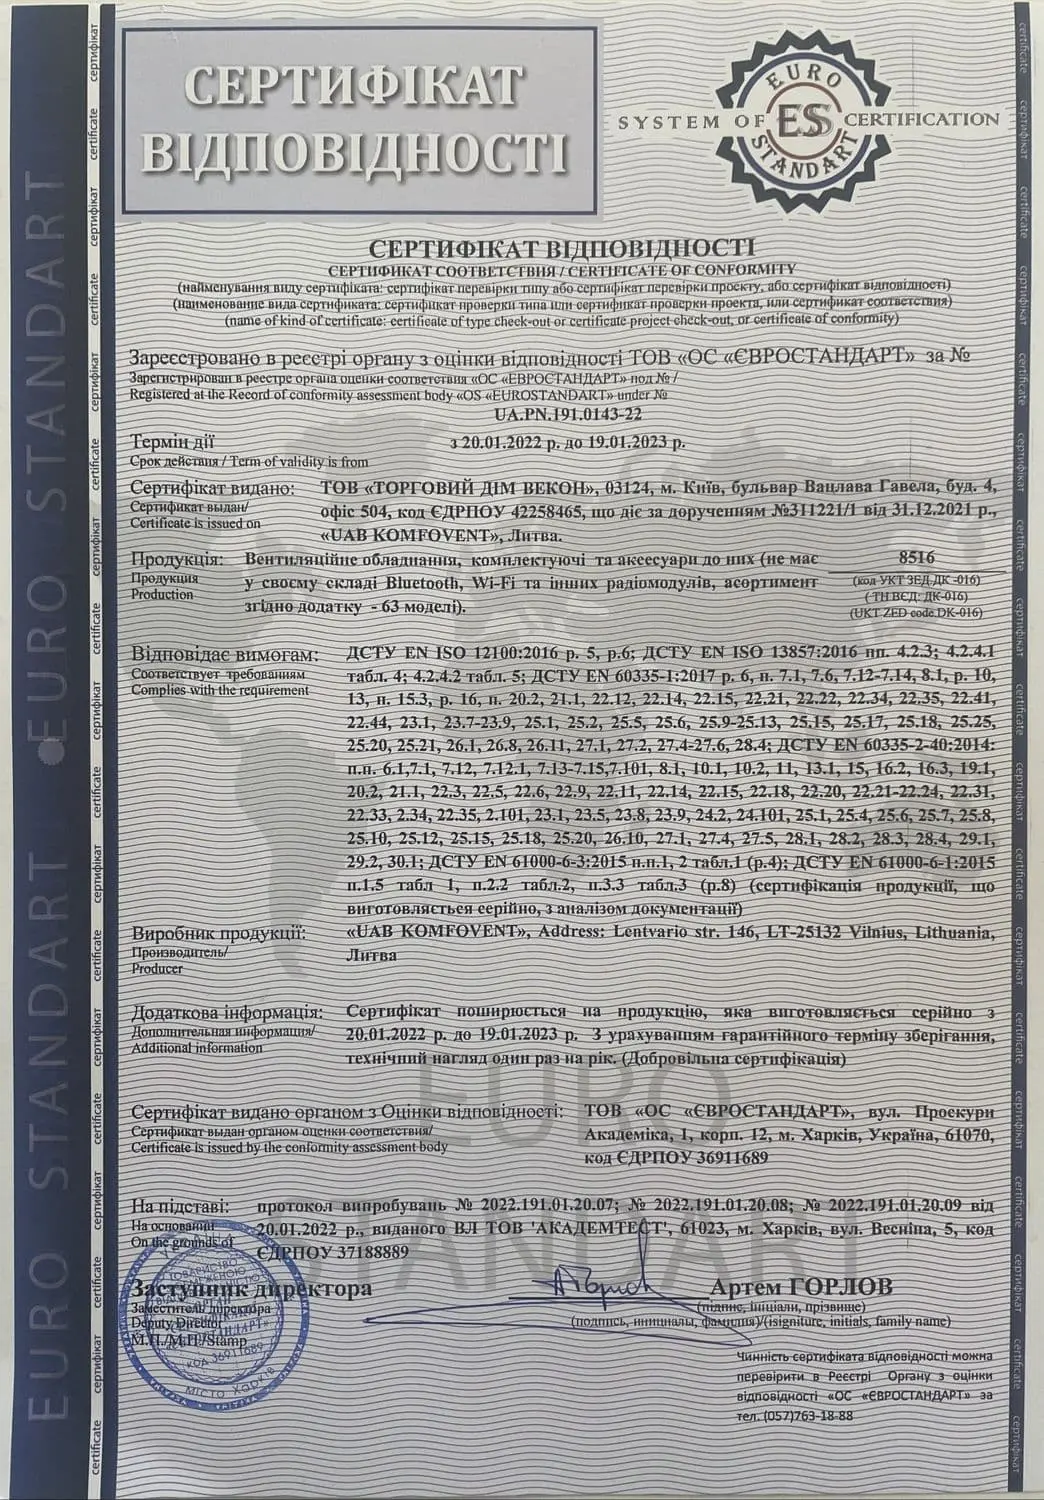 СЕРТИФІКАТ
ВІДПОВІДНОСТІ
EURO
SYSTEM OF ES CERTIFICATION
STANDART
СЕРТИФІКАТ ВІДПОВІДНОСТІ
СЕРТИФИКАТ СООТВЕТСТВИЯ / CERTIFICATE OF CONFORMITY
(найменування виду сертифіката: сертифікат перевірки типу або сертифікат перевірки проєкту, або сертифікат відповідності)
(наименование вида сертификата: сертификат проверки типа или сертификат проверки проекта, или сертификат соответствия)
(name of kind of certificate: certificate of type check-out or certificate project check-out, or certificate of conformity)
Зареєстровано в реєстрі органу з оцінки відповідності ТОВ «ОС «ЄВРОСТАНДАРТ» за №
Зарегистрирован в реестре органа оценки соответствия «ОС «ЕВРОСТАНДАРТ» под № /
Registered at the Record of conformity assessment body «OS «EUROSTANDART» under №
UA.PN.191.0143-22
Термін дії з 20.01.2022 р. до 19.01.2023 р.
Срок действия / Term of validity is from
Сертифікат видано: ТОВ «ТОРГОВИЙ ДІМ ВЕКОН», 03124, м. Київ, бульвар Вацлава Гавела, буд. 4,
Сертификат выдан/ офіс 504, код ЄДРПОУ 42258465, що діє за дорученням №311221/1 від 31.12.2021 р.,
Certificate is issued on «UAB KOMFOVENT», Литва.
Продукція: Вентиляційне обладнання, комплектуючі та аксесуари до них (не має 8516
Продукция у своєму складі Bluetooth, Wi-Fi та інших радіомодулів, асортимент (код УКТ ЗЕД,ДК -016)
Production згідно додатку - 63 моделі). ( ТН ВЕД: ДК-016)
(UKT ZED code.DK-016)
Відповідає вимогам: ДСТУ EN ISO 12100:2016 р. 5, р.6; ДСТУ EN ISO 13857:2016 пп. 4.2.3; 4.2.4.1
Соответствует требованиям табл. 4; 4.2.4.2 табл. 5; ДСТУ EN 60335-1:2017 р. 6, п. 7.1, 7.6, 7.12-7.14, 8.1, р. 10,
Complies with the requirement 13, п. 15.3, р. 16, п. 20.2, 21.1, 22.12, 22.14, 22.15, 22.21, 22.22, 22.34, 22.35, 22.41,
22.44, 23.1, 23.7-23.9, 25.1, 25.2, 25.5, 25.6, 25.9-25.13, 25.15, 25.17, 25.18, 25.25,
25.20, 25.21, 26.1, 26.8, 26.11, 27.1, 27.2, 27.4-27.6, 28.4; ДСТУ EN 60335-2-40:2014:
п.п. 6.1,7.1, 7.12, 7.12.1, 7.13-7.15,7.101, 8.1, 10.1, 10.2, 11, 13.1, 15, 16.2, 16.3, 19.1,
20.2, 21.1, 22.3, 22.5, 22.6, 22.9, 22.11, 22.14, 22.15, 22.18, 22.20, 22.21-22.24, 22.31,
22.33, 2.34, 22.35, 2.101, 23.1, 23.5, 23.8, 23.9, 24.2, 24.101, 25.1, 25.4, 25.6, 25.7, 25.8,
25.10, 25.12, 25.15, 25.18, 25.20, 26.10, 27.1, 27.4, 27.5, 28.1, 28.2, 28.3, 28.4, 29.1,
29.2, 30.1; ДСТУ EN 61000-6-3:2015 п.п.1, 2 табл.1 (р.4); ДСТУ EN 61000-6-1:2015
п.1.5 табл 1, п.2.2 табл.2, п.3.3 табл.3 (р.8) (сертифікація продукції, що
виготовляється серійно, з аналізом документації)
Виробник продукції: «UAB KOMFOVENT», Address: Lentvario str. 146, LT-25132 Vilnius, Lithuania,
Производитель/ Литва
Producer
Додаткова інформація: Сертифікат поширюється на продукцію, яка виготовляється серійно з
Дополнительная информация/ 20.01.2022 р. до 19.01.2023 р. З урахуванням гарантійного терміну зберігання,
Additional information технічний нагляд один раз на рік. (Добровільна сертифікація)
Сертифікат видано органом з Оцінки відповідності: ТОВ «ОС «ЄВРОСТАНДАРТ», вул. Проскури
Сертификат выдан органом оценки соответствия/ Академіка, 1, корп. 12, м. Харків, Україна, 61070,
Certificate is issued by the conformity assessment body код ЄДРПОУ 36911689
На підставі: протокол випробувань № 2022.191.01.20.07; № 2022.191.01.20.08; № 2022.191.01.20.09 від
На основании 20.01.2022 р., виданого ВЛ ТОВ 'АКАДЕМТЕСТ', 61023, м. Харків, вул. Весніна, 5, код
On the grounds of ЄДРПОУ 37188889
Заступник директора Артем ГОРЛОВ
Заместитель директора (підпис, ініціали, прізвище)
Deputy Director (подпись, инициалы, фамилия)/(isigniture, initials, family name)
М.П./М.П./Stamp
Чинність сертифіката відповідності можна
перевірити в Реєстрі Органу з оцінки
відповідності «ОС «ЄВРОСТАНДАРТ» за
тел. (057)763-18-88
EURO
STANDART
EURO STANDART EURO STANDART
certificate сертифікат